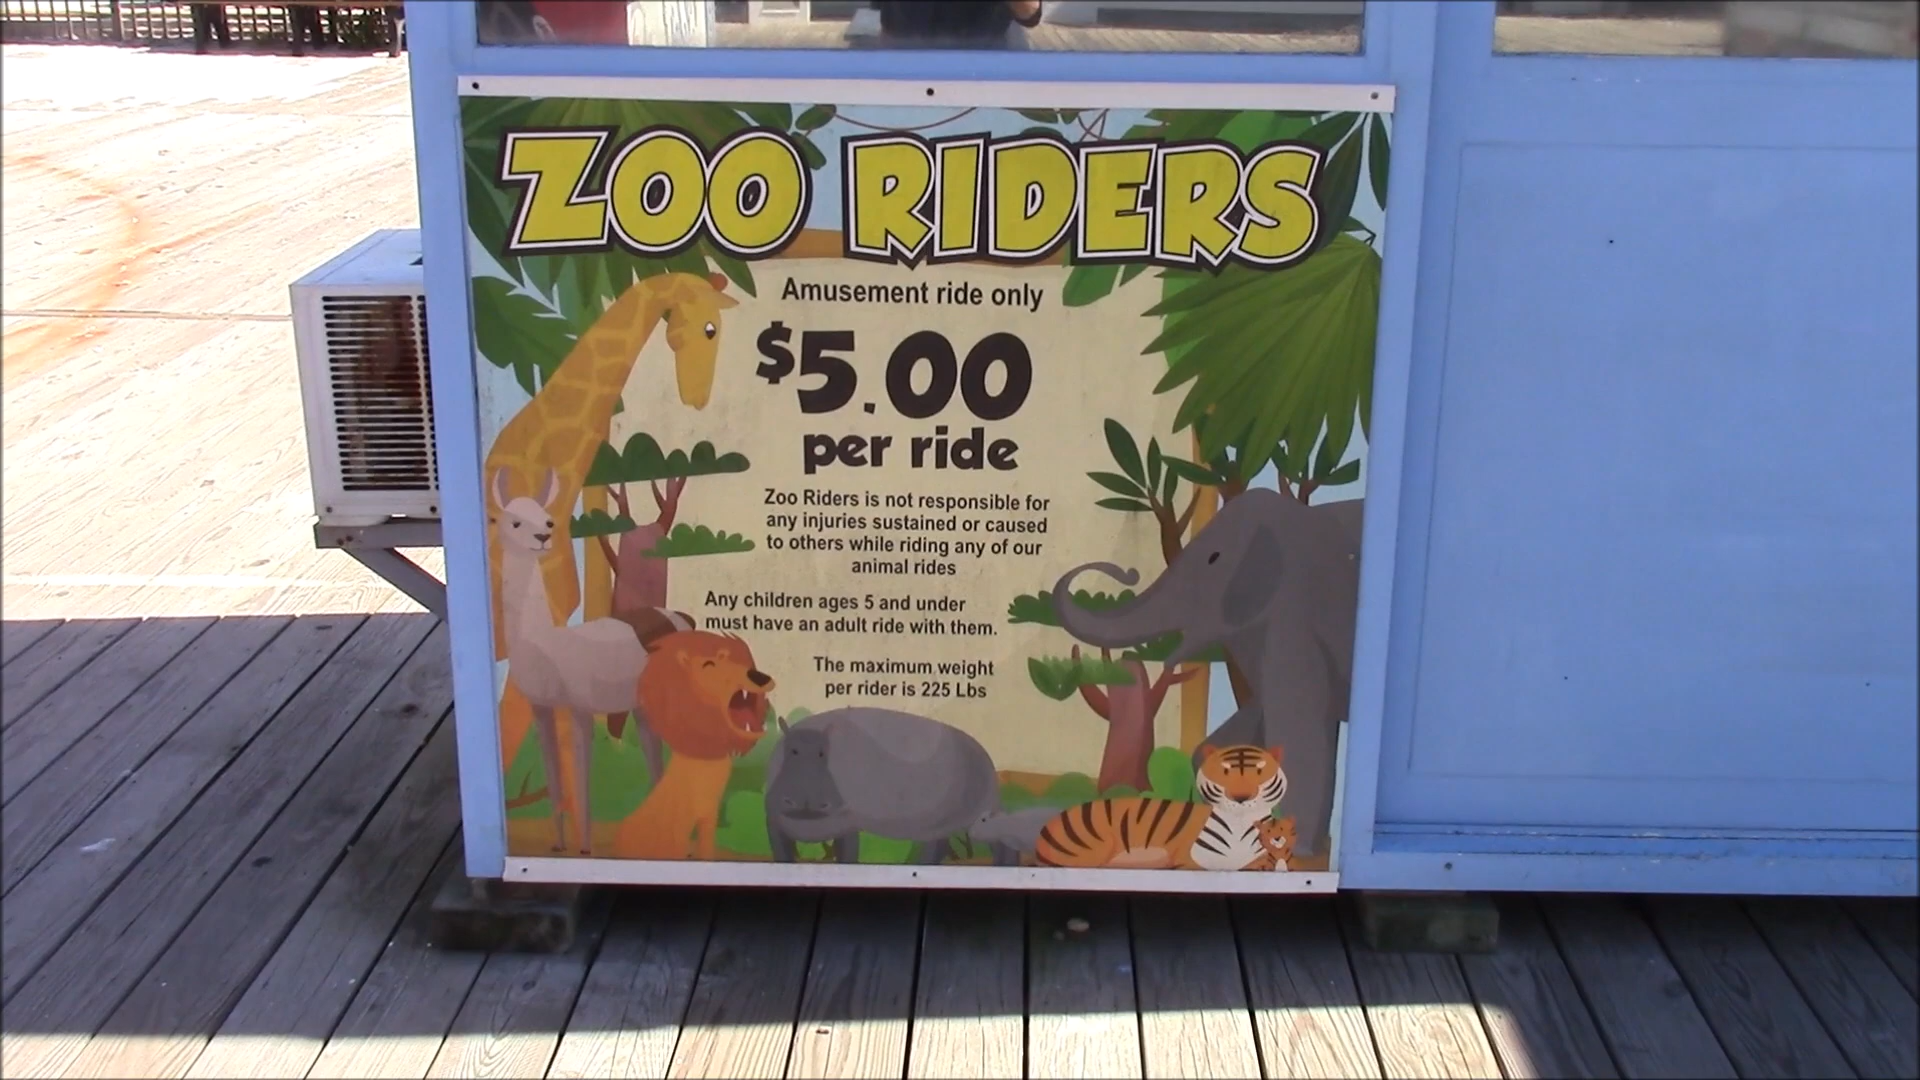 ZOO RIDERS
Amusement ride only
$5.00
per ride
Zoo Riders is not responsible for
any injuries sustained or caused
to others while riding any of our
animal rides
Any children ages 5 and under
must have an adult ride with them.
The maximum weight
per rider is 225 Lbs